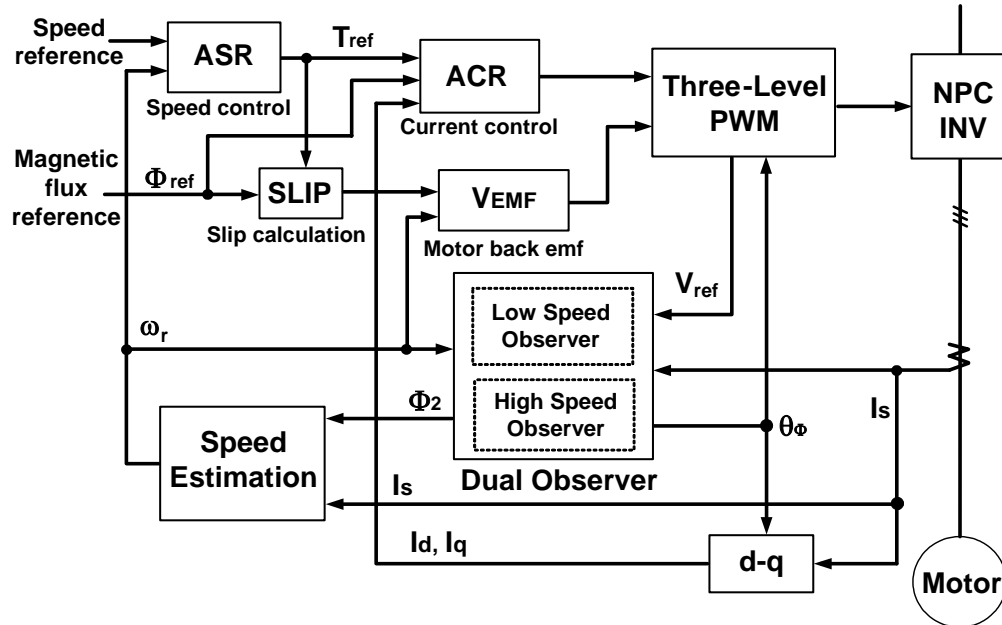 Speed
reference
ASR
Speed control
Tref
ACR
Current control
Three-Level
PWM
NPC
INV
Magnetic
flux
reference
Φref
SLIP
Slip calculation
VEMF
Motor back emf
Vref
Low Speed
Observer
High Speed
Observer
Dual Observer
ωr
Φ2
Speed
Estimation
Is
Is
θΦ
Id, Iq
d-q
Motor